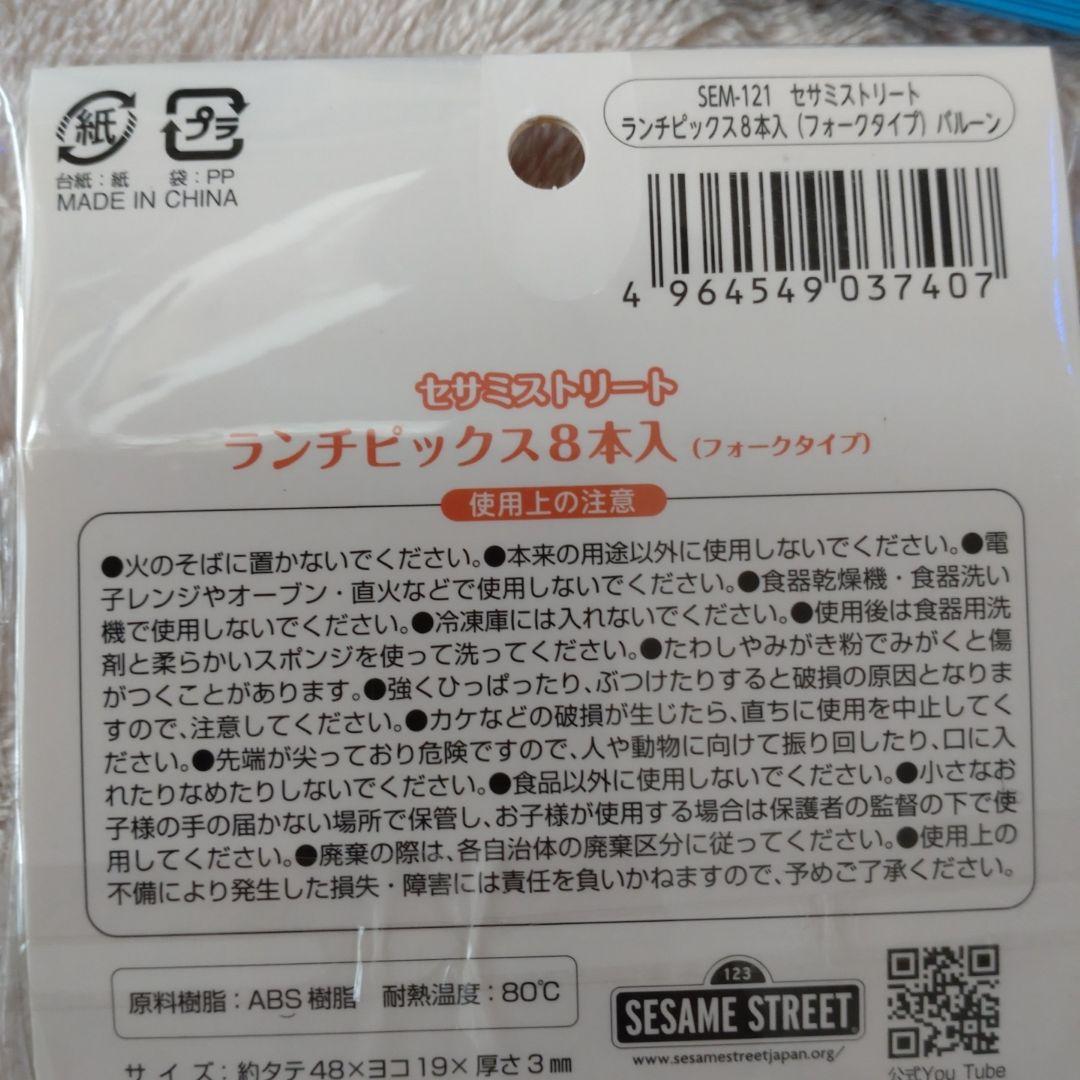 紙
プラ
台紙：紙　袋：PP
MADE IN CHINA
SEM-121 セサミストリート
ランチピックス8本入（フォークタイプ）バルーン
4 964549 037407
セサミストリート
ランチピックス8本入（フォークタイプ）
使用上の注意
●火のそばに置かないでください。●本来の用途以外に使用しないでください。●電
子レンジやオーブン・直火などで使用しないでください。●食器乾燥機・食器洗い
機で使用しないでください。●冷凍庫には入れないでください。●使用後は食器用洗
剤と柔らかいスポンジを使って洗ってください。●たわしやみがき粉でみがくと傷
がつくことがあります。●強くひっぱったり、ぶつけたりすると破損の原因となりま
すので、注意してください。●カケなどの破損が生じたら、直ちに使用を中止してく
ださい。●先端が尖っており危険ですので、人や動物に向けて振り回したり、口に入
れたりなめたりしないでください。●食品以外に使用しないでください。●小さなお
子様の手の届かない場所で保管し、お子様が使用する場合は保護者の監督の下で使
用してください。●廃棄の際は、各自治体の廃棄区分に従ってください。●使用上の
不備により発生した損失・障害には責任を負いかねますので、予めご了承ください。
原料樹脂：ABS樹脂　耐熱温度：80℃
サイズ：約タテ48×ヨコ19×厚さ3㎜
123
SESAME STREET
www.sesamestreetjapan.org/
公式You Tube